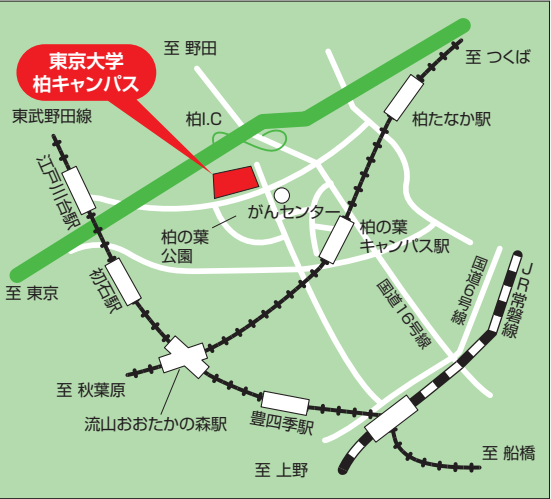 至 野田
至 つくば
東京大学
柏キャンパス
東武野田線
柏I.C
柏たなか駅
江戸川台駅
がんセンター
柏の葉
公園
柏の葉
キャンパス駅
至 東京
初石駅
国道16号線
国道6号線
JR常磐線
至 秋葉原
流山おおたかの森駅
豊四季駅
至 上野
至 船橋